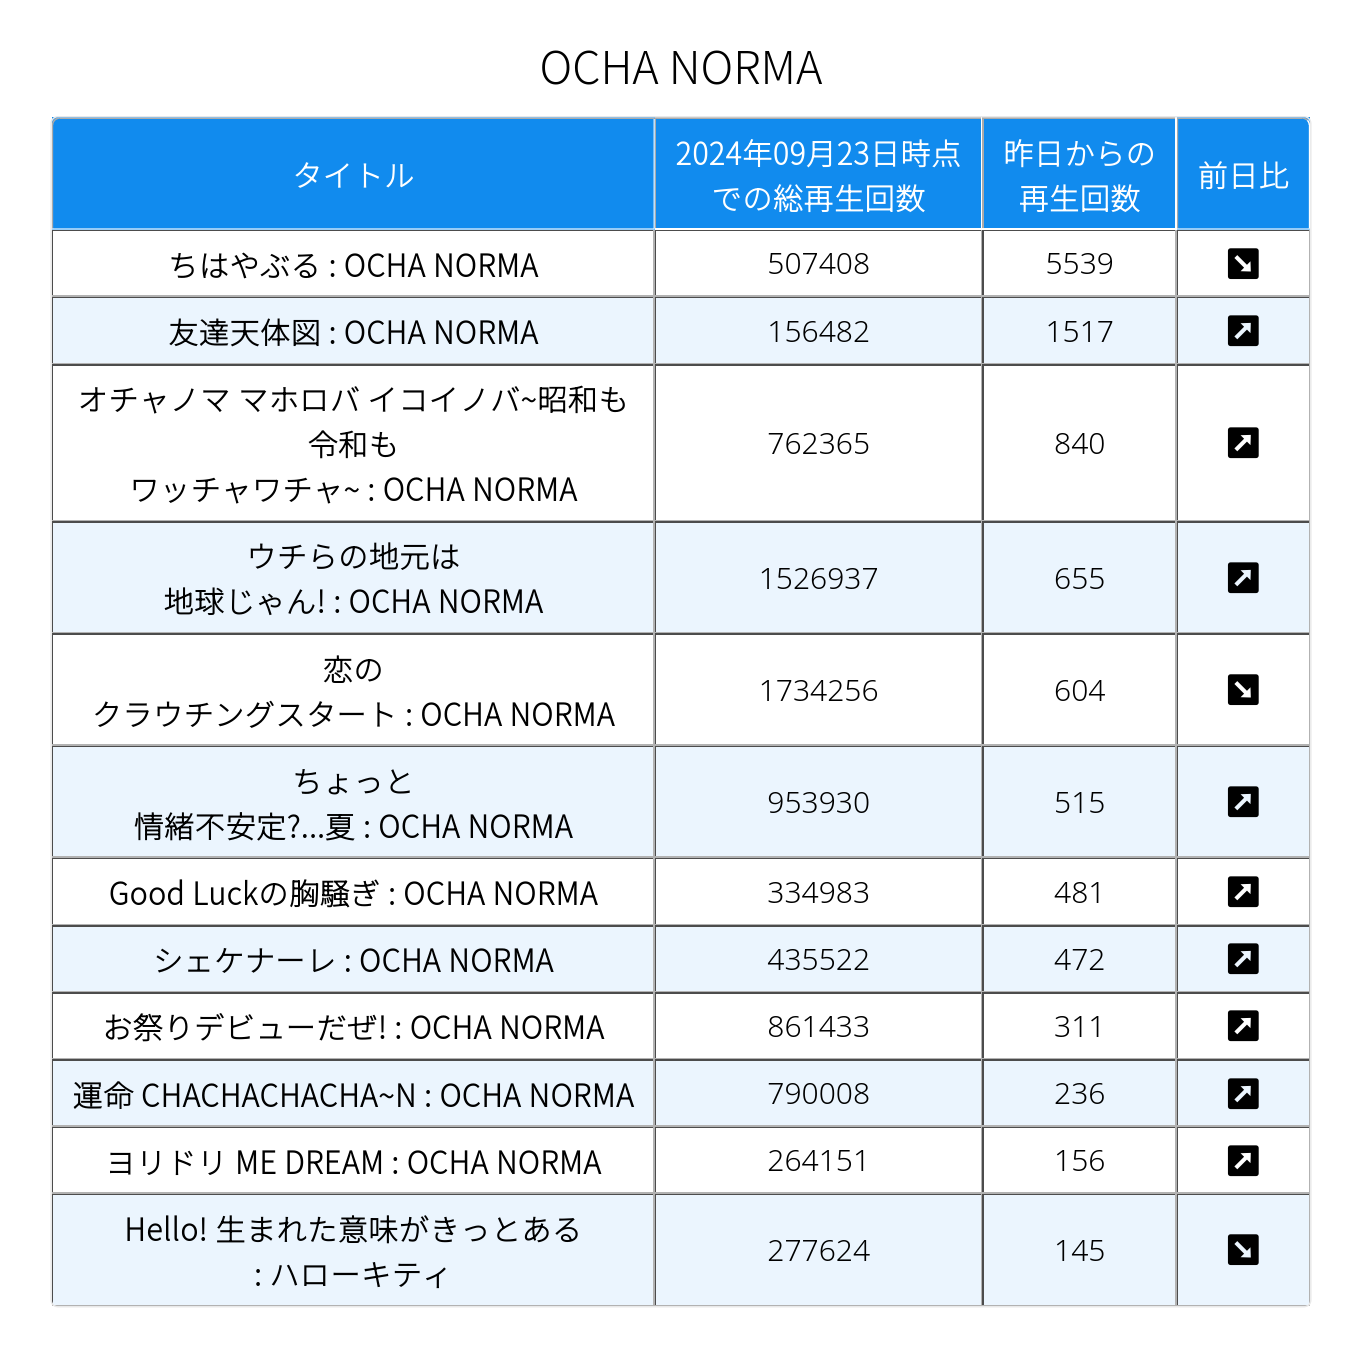 OCHA NORMA
タイトル
2024年09月23日時点
での総再生回数
昨日からの
再生回数
前日比
ちはやぶる : OCHA NORMA
507408
5539
友達天体図 : OCHA NORMA
156482
1517
オチャノマ マホロバ イコイノバ~昭和も
令和も
ワッチャワチャ~ : OCHA NORMA
762365
840
ウチらの地元は
地球じゃん! : OCHA NORMA
1526937
655
恋の
クラウチングスタート : OCHA NORMA
1734256
604
ちょっと
情緒不安定?...夏 : OCHA NORMA
953930
515
Good Luckの胸騒ぎ : OCHA NORMA
334983
481
シェケナーレ : OCHA NORMA
435522
472
お祭りデビューだぜ! : OCHA NORMA
861433
311
運命 CHACHACHACHA~N : OCHA NORMA
790008
236
ヨリドリ ME DREAM : OCHA NORMA
264151
156
Hello! 生まれた意味がきっとある
: ハローキティ
277624
145